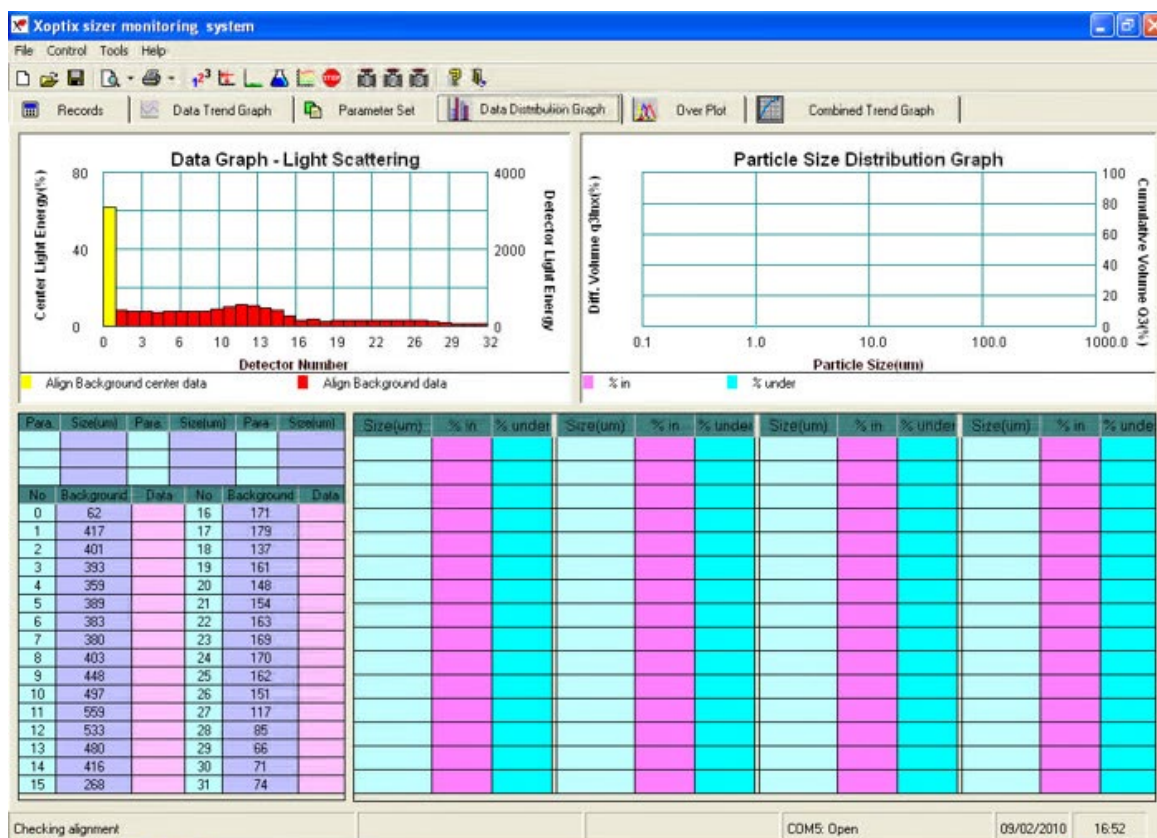 Xoptix sizer monitoring system
File Control Tools Help
Records Data Trend Graph Parameter Set Data Distribution Graph Over Plot Combined Trend Graph
Data Graph - Light Scattering
Center Light Energy(%)
80
40
0
4000
2000
0
Detector Light Energy
0 3 6 10 13 16 19 22 26 29 32
Detector Number
Align Background center data Align Background data
Particle Size Distribution Graph
Diff. Volume q3lnx(%)
100
80
60
40
20
0
Cumulative Volume Q3(%)
0.1 1.0 10.0 100.0 1000.0
Particle Size(um)
% in % under
Para. Size(um) Para. Size(um) Para Size(um)
No Background Data No Background Data
0 62 16 171
1 417 17 179
2 401 18 137
3 393 19 161
4 359 20 148
5 389 21 154
6 383 22 163
7 380 23 169
8 403 24 170
9 448 25 162
10 497 26 151
11 559 27 117
12 533 28 85
13 480 29 66
14 416 30 71
15 268 31 74
Size(um) % in % under Size(um) % in % under Size(um) % in % under Size(um) % in % unde
Checking alignment COM5: Open 09/02/2010 16:52